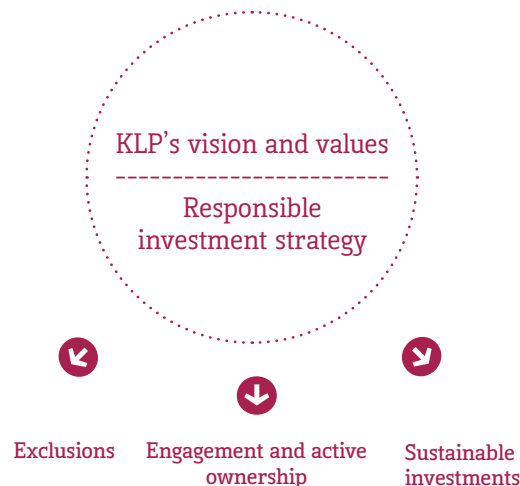 KLP's vision and values
Responsible
investment strategy
Exclusions
Engagement and active
ownership
Sustainable
investments